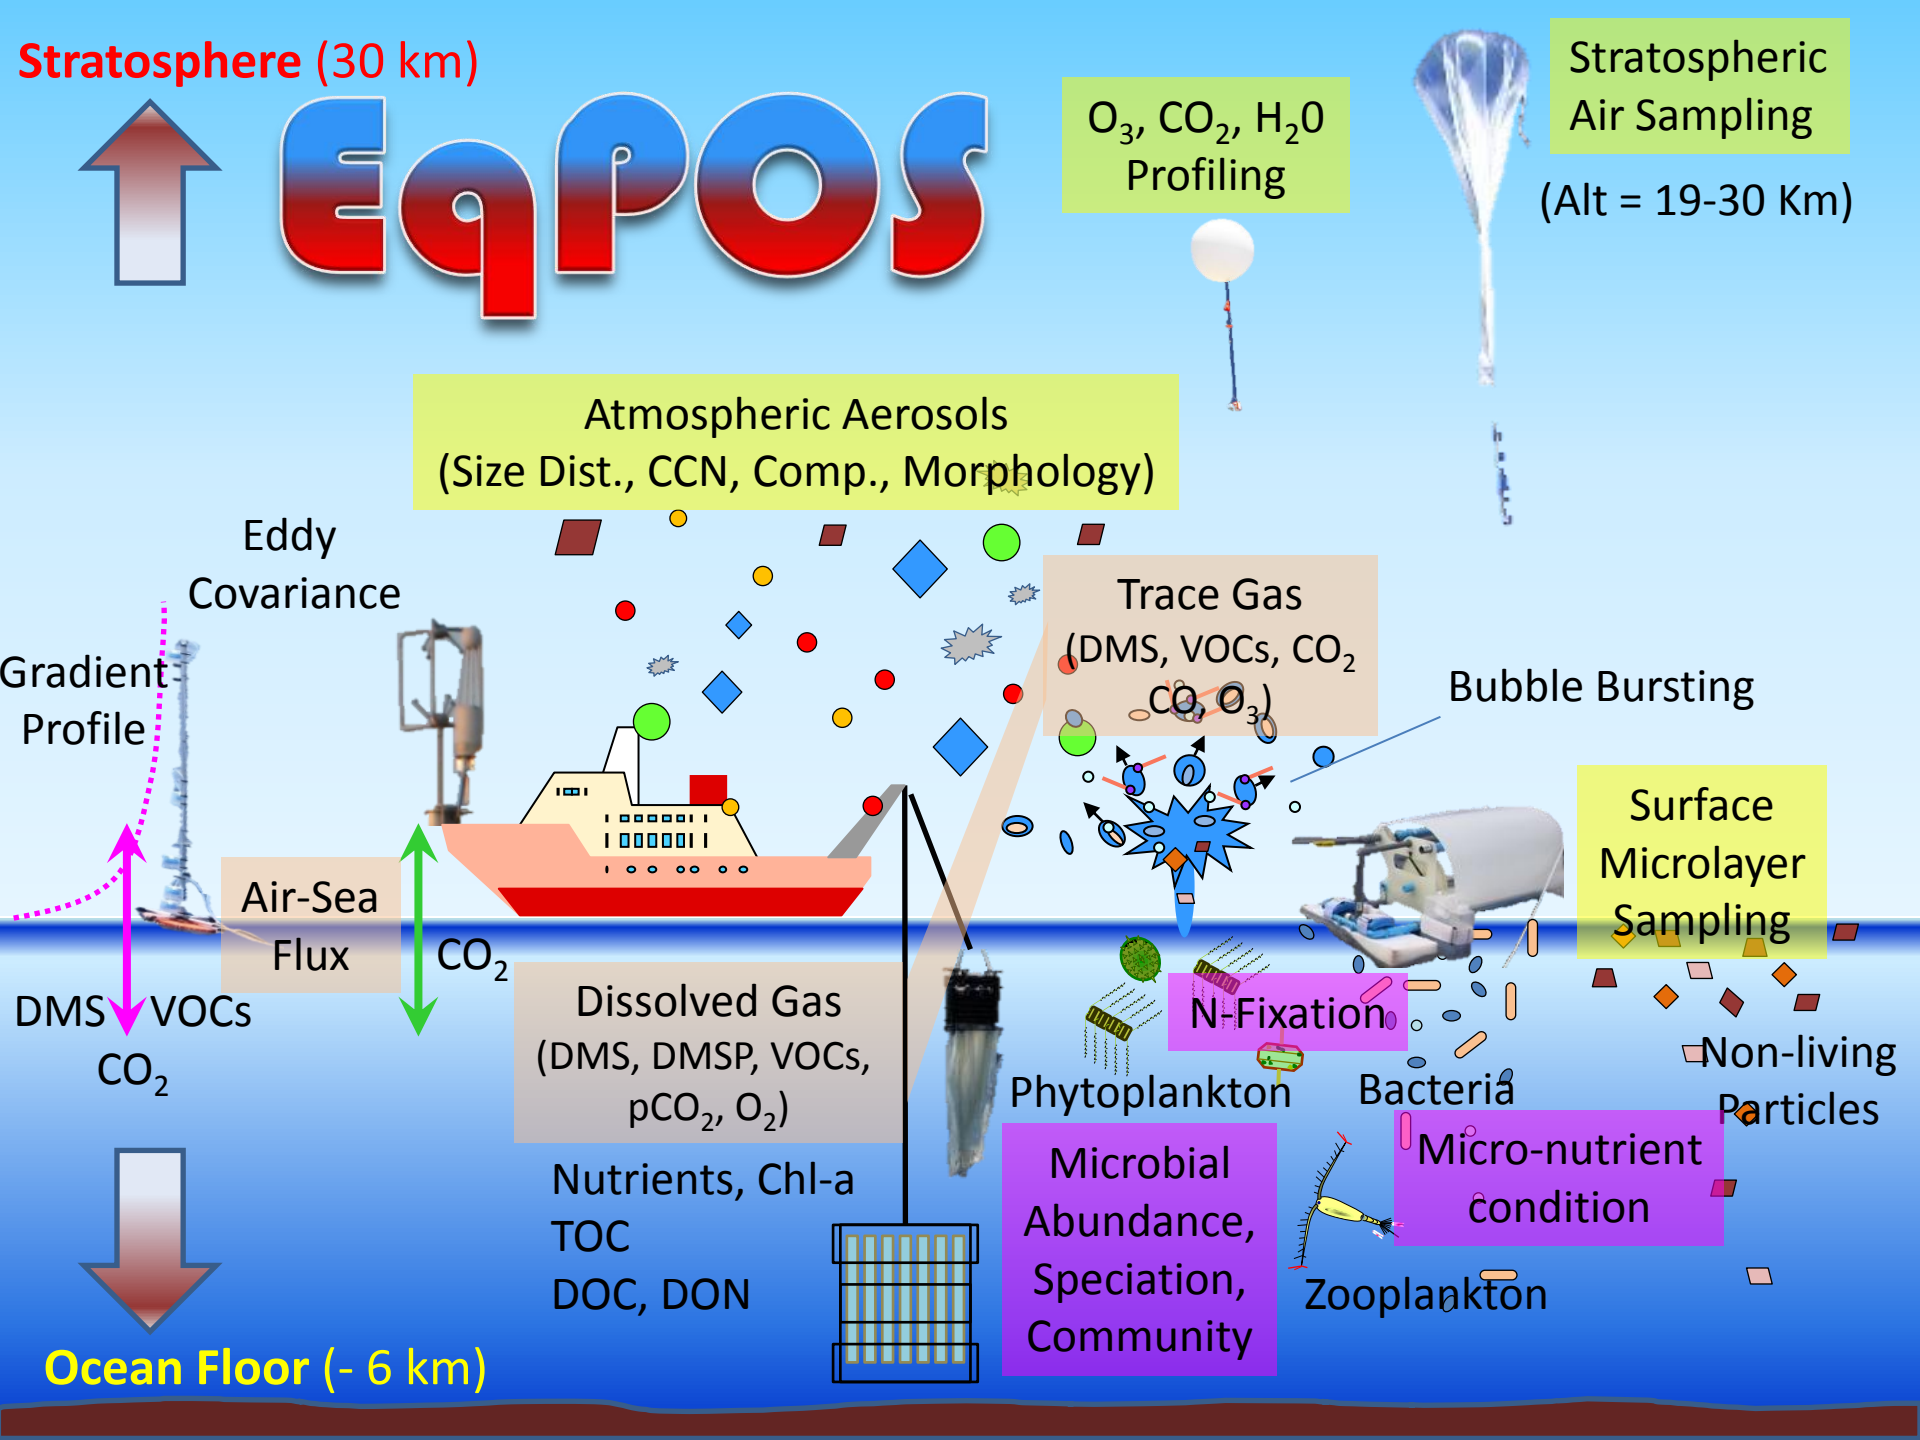 Stratosphere (30 km)
EqPOS
O₃, CO₂, H₂0
Profiling
Stratospheric
Air Sampling
(Alt = 19-30 Km)
Atmospheric Aerosols
(Size Dist., CCN, Comp., Morphology)
Eddy
Covariance
Gradient
Profile
Trace Gas
(DMS, VOCs, CO₂
CO, O₃)
Bubble Bursting
Surface
Microlayer
Sampling
Air-Sea
Flux
CO₂
DMS VOCs
CO₂
Dissolved Gas
(DMS, DMSP, VOCs,
pCO₂, O₂)
Nutrients, Chl-a
TOC
DOC, DON
N-Fixation
Phytoplankton
Bacteria
Non-living
Particles
Microbial
Abundance,
Speciation,
Community
Micro-nutrient
condition
Zooplankton
Ocean Floor (- 6 km)